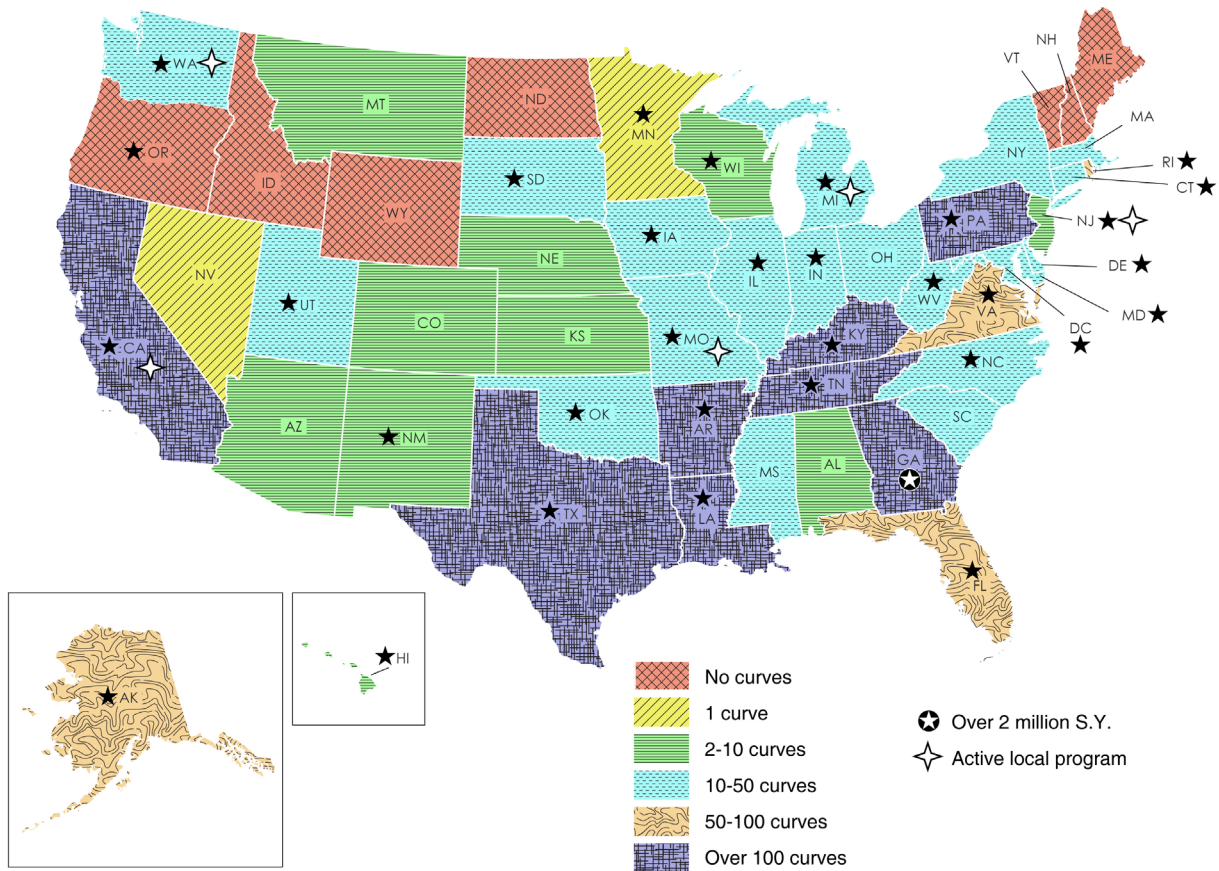 WA
MT
ND
MN
VT
NH
ME
OR
ID
WY
SD
WI
MI
NY
MA
RI
CT
NV
UT
NE
IA
IL
IN
OH
PA
NJ
DE
MD
DC
CA
CO
KS
MO
KY
WV
VA
AZ
NM
OK
AR
TN
NC
SC
TX
LA
MS
AL
GA
FL
AK
HI
No curves
1 curve
2-10 curves
10-50 curves
50-100 curves
Over 100 curves
Over 2 million S.Y.
Active local program